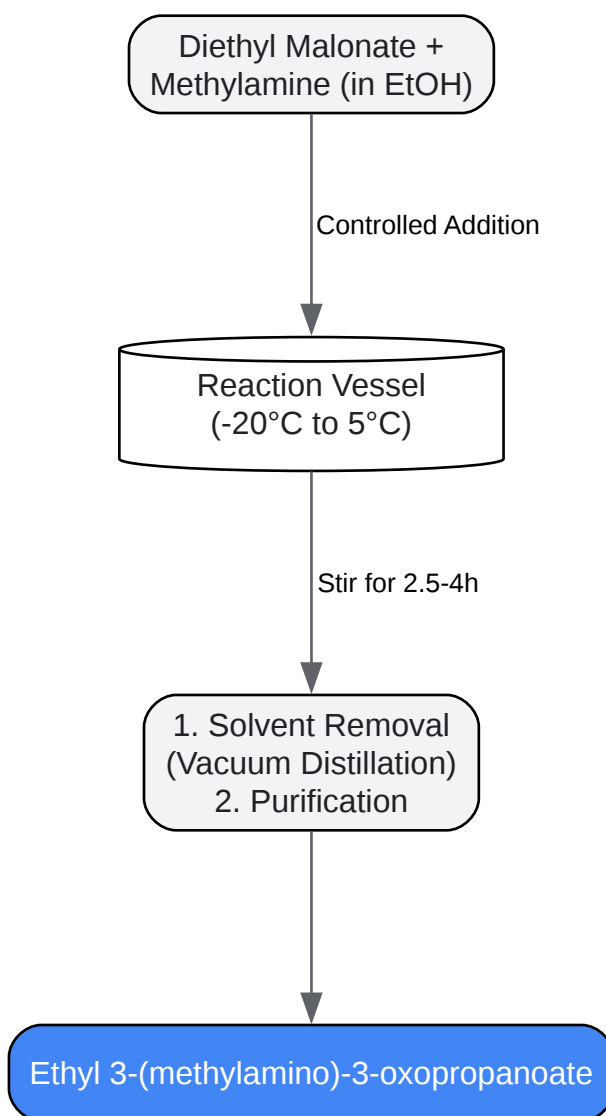 Diethyl Malonate +
Methylamine (in EtOH)
Controlled Addition
Reaction Vessel
(-20°C to 5°C)
Stir for 2.5-4h
1. Solvent Removal
(Vacuum Distillation)
2. Purification
Ethyl 3-(methylamino)-3-oxopropanoate